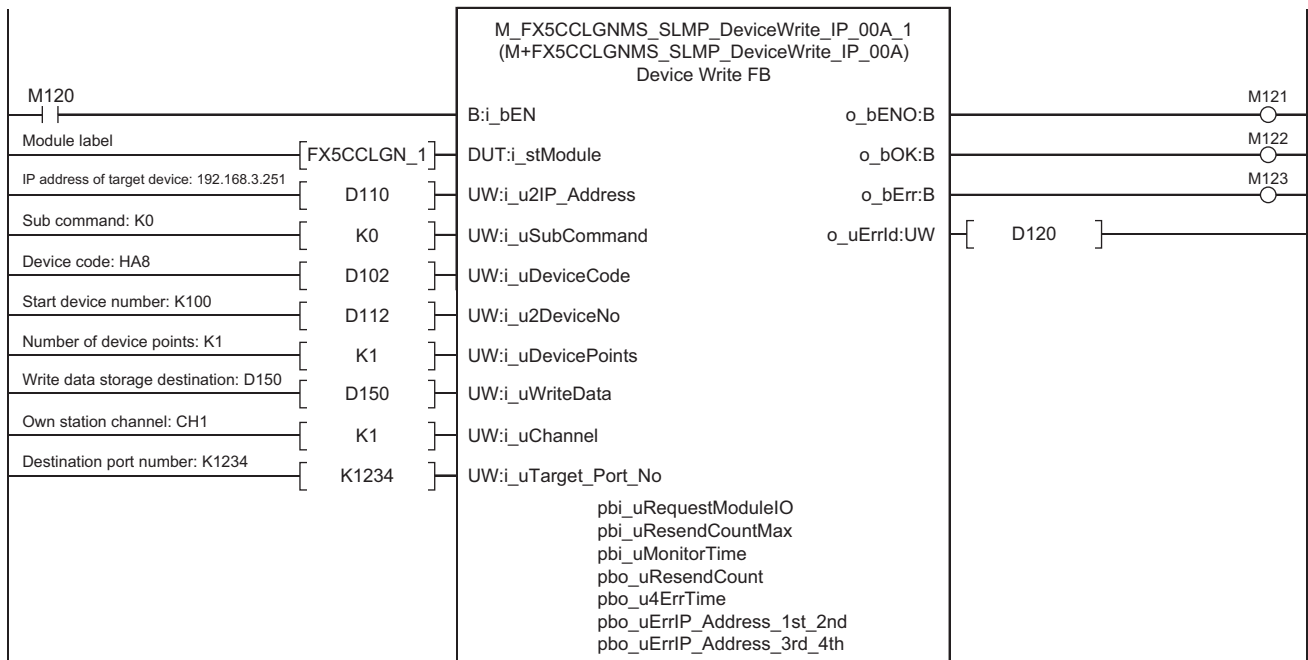 M_FX5CCLGNMS_SLMP_DeviceWrite_IP_00A_1
(M+FX5CCLGNMS_SLMP_DeviceWrite_IP_00A)
Device Write FB
M120
B:i_bEN
o_bENO:B
M121
Module label
FX5CCLGN_1
DUT:i_stModule
o_bOK:B
M122
IP address of target device: 192.168.3.251
D110
UW:i_u2IP_Address
o_bErr:B
M123
Sub command: K0
K0
UW:i_uSubCommand
o_uErrId:UW
D120
Device code: HA8
D102
UW:i_uDeviceCode
Start device number: K100
D112
UW:i_u2DeviceNo
Number of device points: K1
K1
UW:i_uDevicePoints
Write data storage destination: D150
D150
UW:i_uWriteData
Own station channel: CH1
K1
UW:i_uChannel
Destination port number: K1234
K1234
UW:i_uTarget_Port_No
pbi_uRequestModuleIO
pbi_uResendCountMax
pbi_uMonitorTime
pbo_uResendCount
pbo_u4ErrTime
pbo_uErrIP_Address_1st_2nd
pbo_uErrIP_Address_3rd_4th